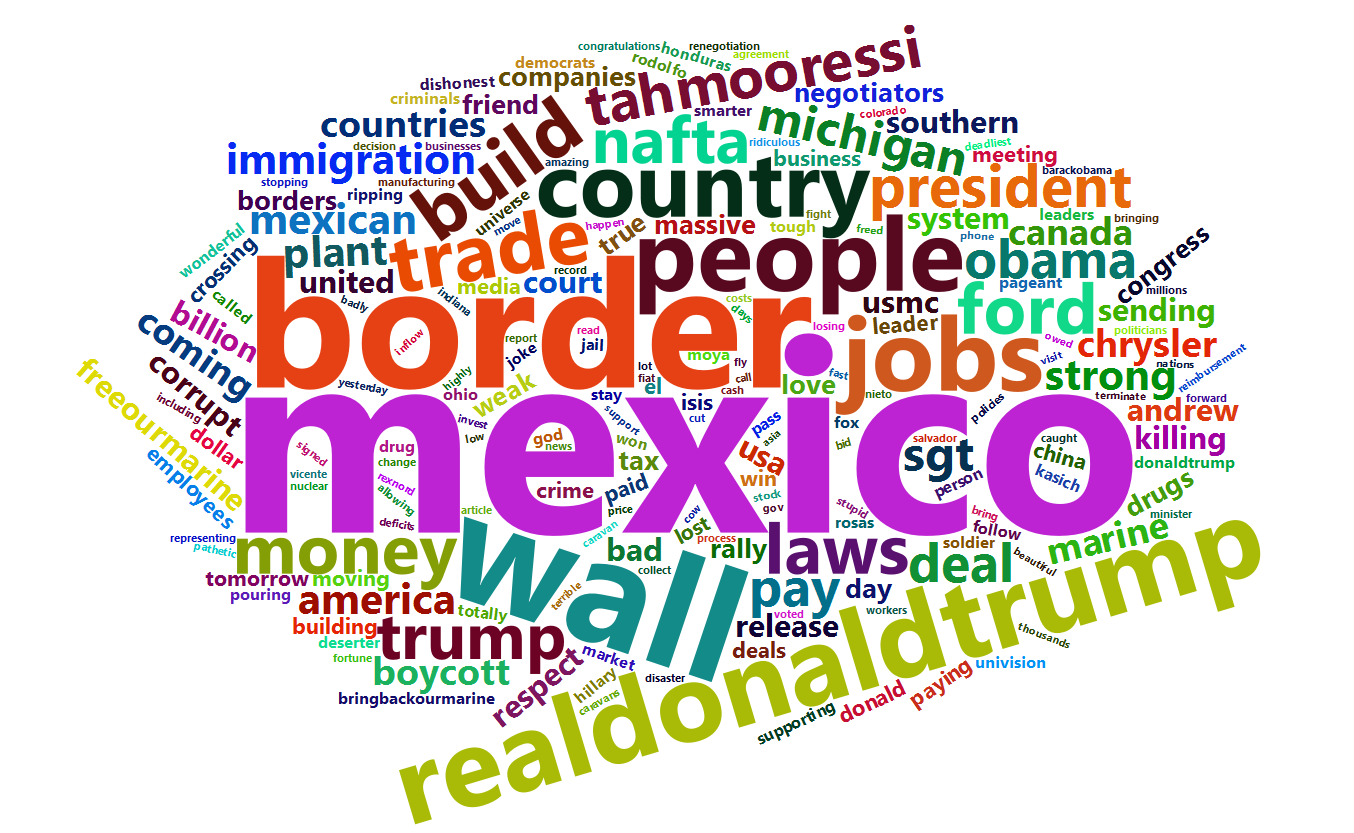 congratulations
renegotiation
honduras
agreement
democrats
rodolfo
tahmooressi
dishonest
companies
negotiators
criminals
friend
smarter
colorado
build
michigan
southern
countries
nafta
deadliest
decision
businesses
ridiculous
meeting
immigration
amazing
business
barackobama
stopping
manufacturing
country
president
borders
ripping
universe
fight
leaders
bringing
mexican
move
happen
massive
tough
freed
system
canada
wonderful
plant
trade
true
people
phone
obama
congress
crossing
united
record
media
court
pageant
millions
called
border
badly
indiana
costs
days
usmc
ford
sending
billion
inflow
report
read
jail
joke
losing
leader
jobs
owed
politicians
coming
highly
moya
fly
visit
chrysler
nations
reimbursement
freeourmarine
yesterday
weak
lot
fiat
call
cash
love
fast
nieto
strong
corrupt
including
ohio
stay
el
isis
cut
policies
terminate
forward
dollar
mexico
invest
low
support
pass
asia
fox
bid
andrew
employees
signed
drug
change
god
news
won
usa
salvador
sgt
caught
china
killing
vicente
nuclear
rexnord
allowing
tax
win
person
kasich
donaldtrump
crime
paid
stock
gov
stupid
drugs
deficits
article
price
cow
lost
rosas
bring
follow
minister
representing
pathetic
money
wall
caravan
bad
process
rally
laws
soldier
marine
tomorrow
moving
collect
deal
beautiful
pouring
america
totally
terrible
pay
day
workers
building
trump
voted
release
realdonaldtrump
thousands
deserter
fortune
boycott
respect
market
deals
univision
bringbackourmarine
hillary
caravans
disaster
supporting
donald
paying